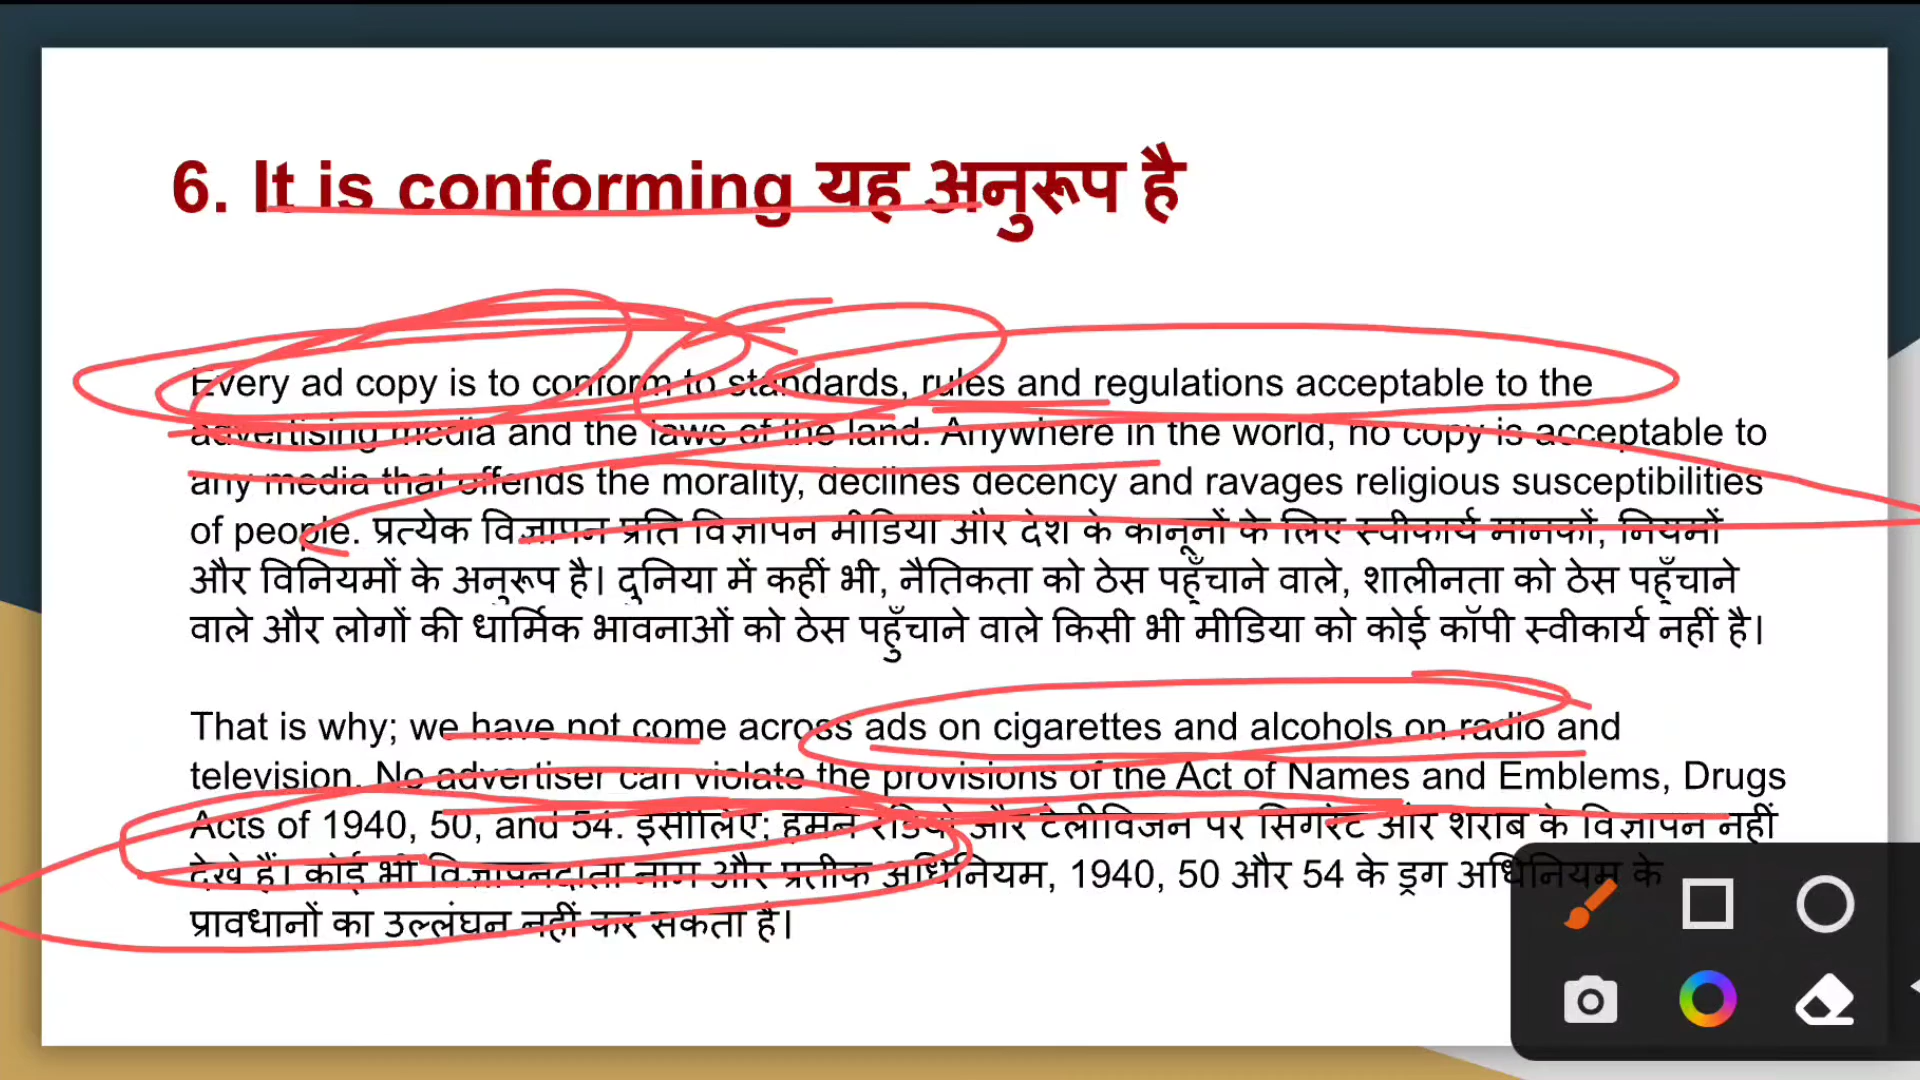 6. It is conforming यह अनुरूप है
Every ad copy is to conform to standards, rules and regulations acceptable to the
advertising media and the laws of the land. Anywhere in the world, no copy is acceptable to
any media that offends the morality, declines decency and ravages religious susceptibilities
of people. प्रत्येक विज्ञापन प्रति विज्ञापन मीडिया और देश के कानूनों के लिए स्वीकार्य मानकों, नियमों
और विनियमों के अनुरूप है। दुनिया में कहीं भी, नैतिकता को ठेस पहुँचाने वाले, शालीनता को ठेस पहुँचाने
वाले और लोगों की धार्मिक भावनाओं को ठेस पहुँचाने वाले किसी भी मीडिया को कोई कॉपी स्वीकार्य नहीं है।
That is why; we have not come across ads on cigarettes and alcohols on radio and
television. No advertiser can violate the provisions of the Act of Names and Emblems, Drugs
Acts of 1940, 50, and 54. इसीलिए; हमने रेडियो और टेलीविजन पर सिगरेट और शराब के विज्ञापन नहीं
देखे हैं। कोई भी विज्ञापनदाता नाम और प्रतीक अधिनियम, 1940, 50 और 54 के ड्रग अधिनियम के
प्रावधानों का उल्लंघन नहीं कर सकता है।